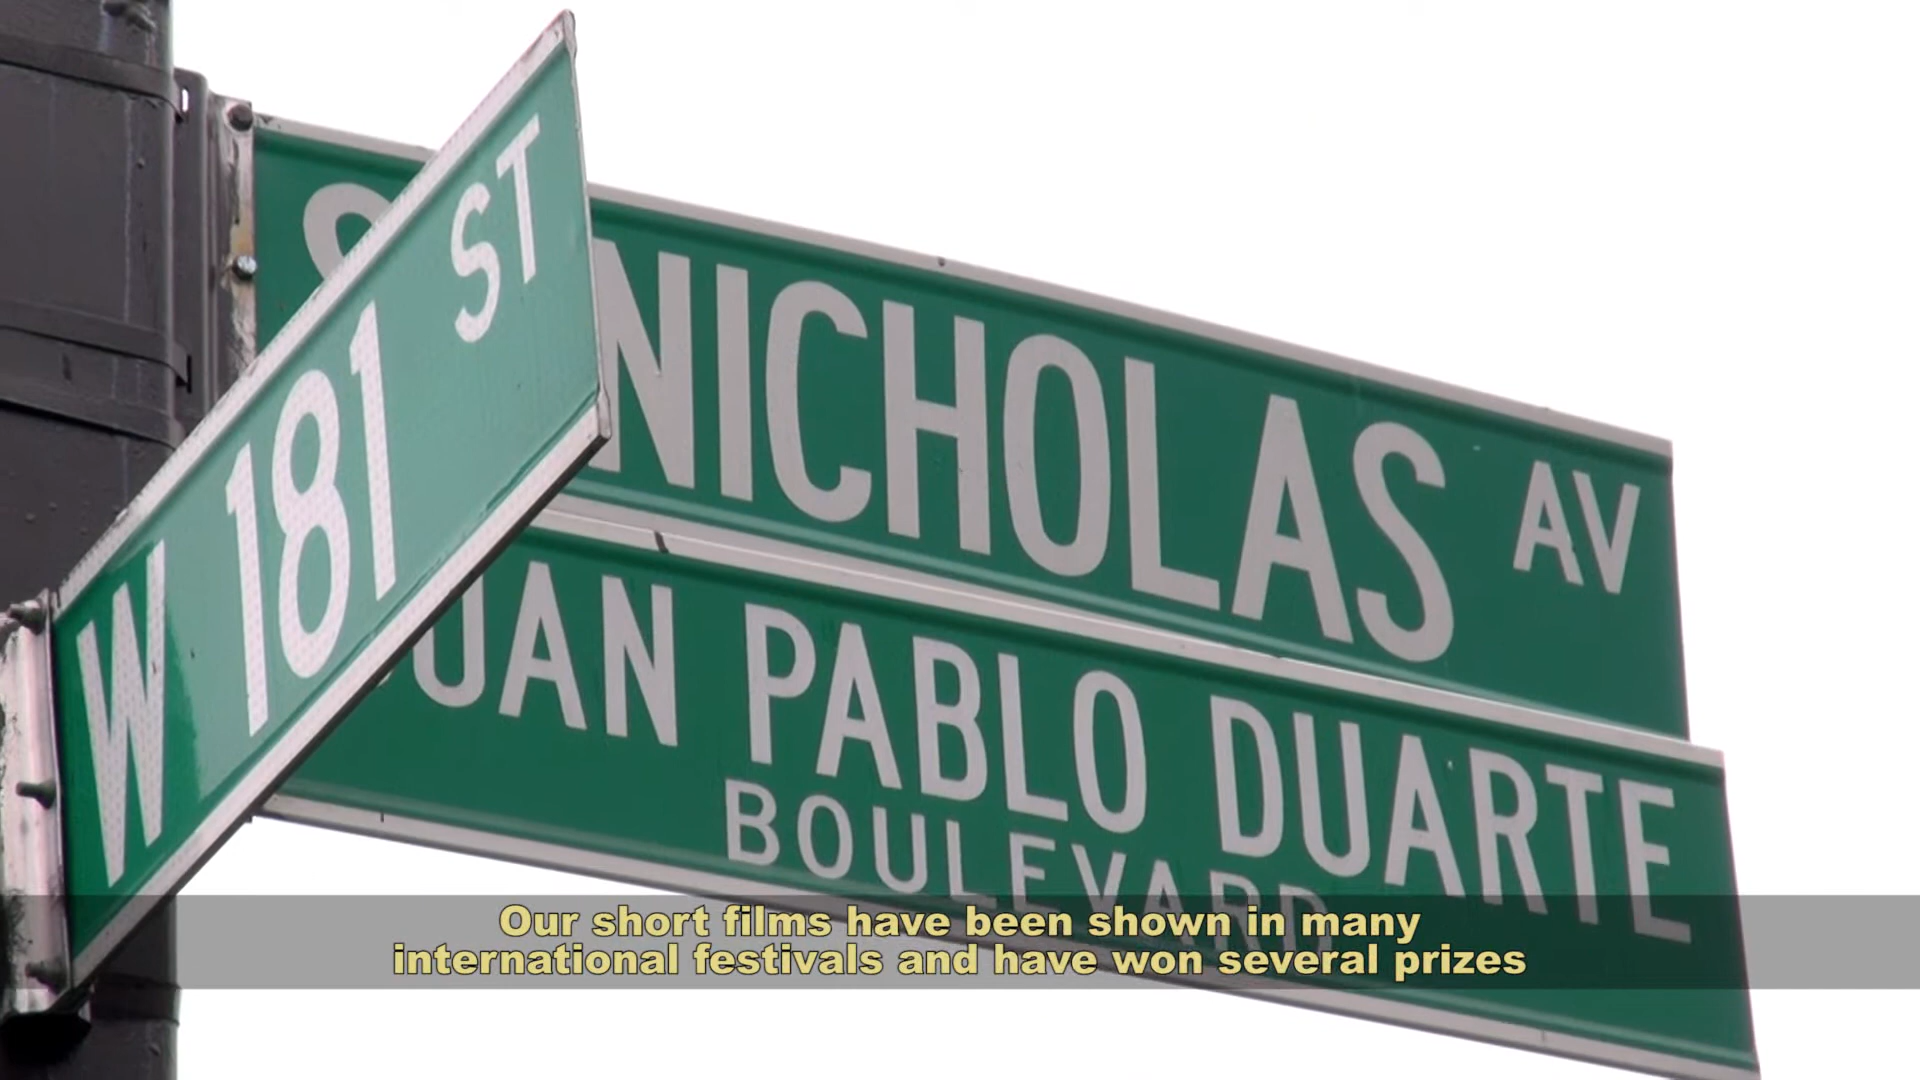 W 181 ST
NICHOLAS AV
JUAN PABLO DUARTE
BOULEVARD
Our short films have been shown in many
international festivals and have won several prizes